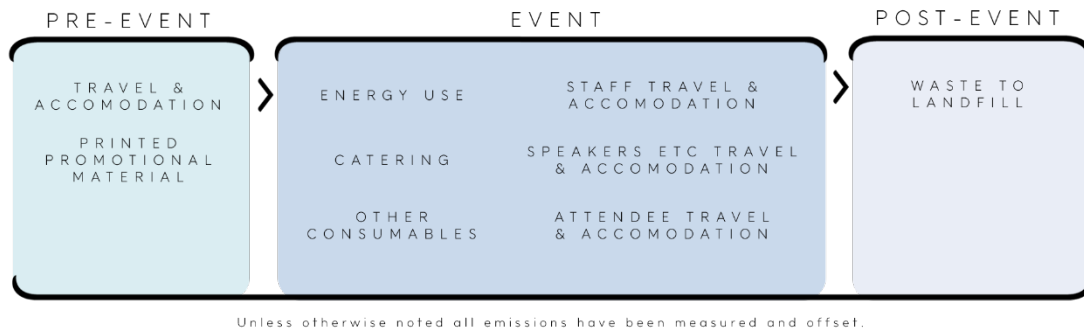 PRE-EVENT
TRAVEL &
ACCOMODATION
PRINTED
PROMOTIONAL
MATERIAL
EVENT
ENERGY USE
CATERING
OTHER
CONSUMABLES
STAFF TRAVEL &
ACCOMODATION
SPEAKERS ETC TRAVEL
& ACCOMODATION
ATTENDEE TRAVEL
& ACCOMODATION
POST-EVENT
WASTE TO
LANDFILL
Unless otherwise noted all emissions have been measured and offset.